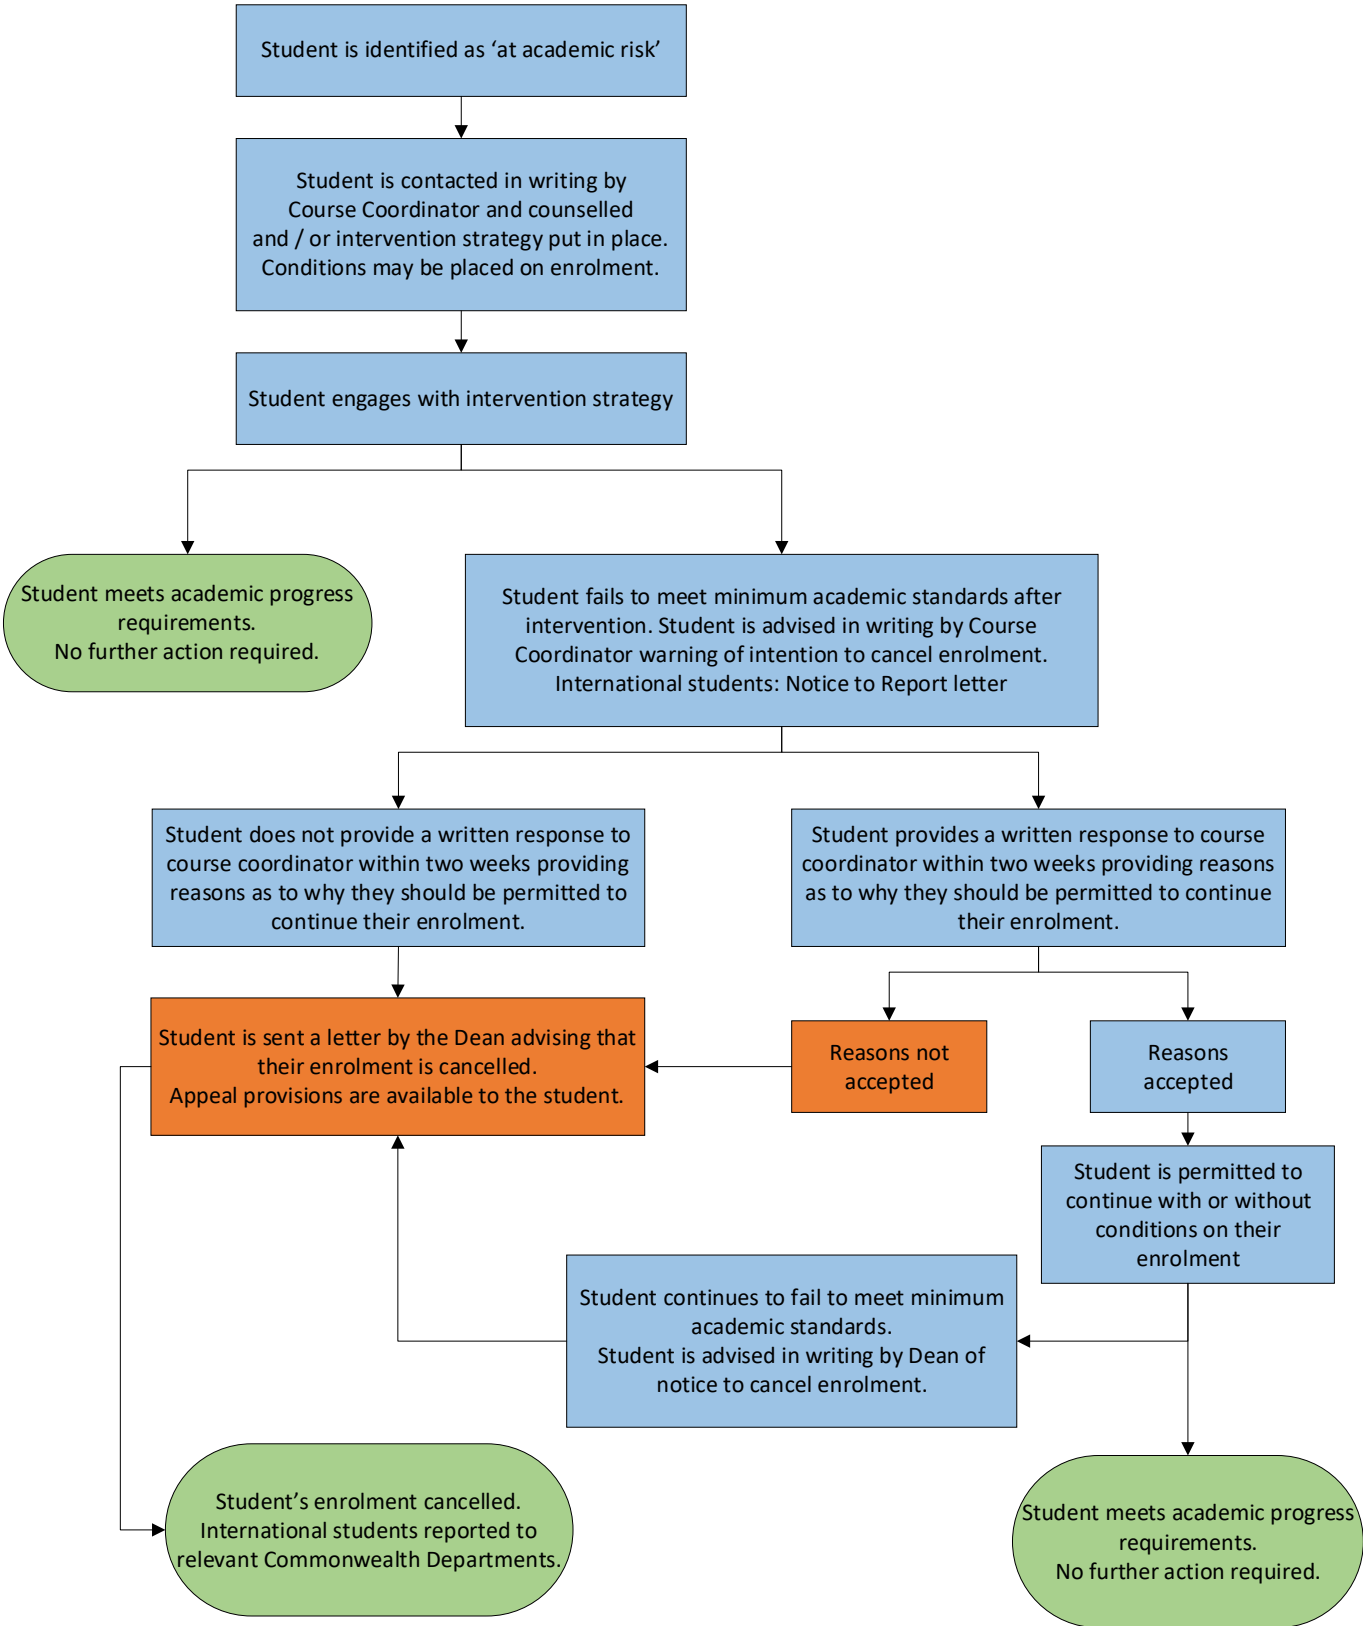 Student is identified as ‘at academic risk’
Student is contacted in writing by
Course Coordinator and counselled
and / or intervention strategy put in place.
Conditions may be placed on enrolment.
Student engages with intervention strategy
Student meets academic progress
requirements.
No further action required.
Student fails to meet minimum academic standards after
intervention. Student is advised in writing by Course
Coordinator warning of intention to cancel enrolment.
International students: Notice to Report letter
Student does not provide a written response to
course coordinator within two weeks providing
reasons as to why they should be permitted to
continue their enrolment.
Student provides a written response to course
coordinator within two weeks providing reasons
as to why they should be permitted to continue
their enrolment.
Student is sent a letter by the Dean advising that
their enrolment is cancelled.
Appeal provisions are available to the student.
Reasons not
accepted
Reasons
accepted
Student is permitted to
continue with or without
conditions on their
enrolment
Student continues to fail to meet minimum
academic standards.
Student is advised in writing by Dean of
notice to cancel enrolment.
Student’s enrolment cancelled.
International students reported to
relevant Commonwealth Departments.
Student meets academic progress
requirements.
No further action required.